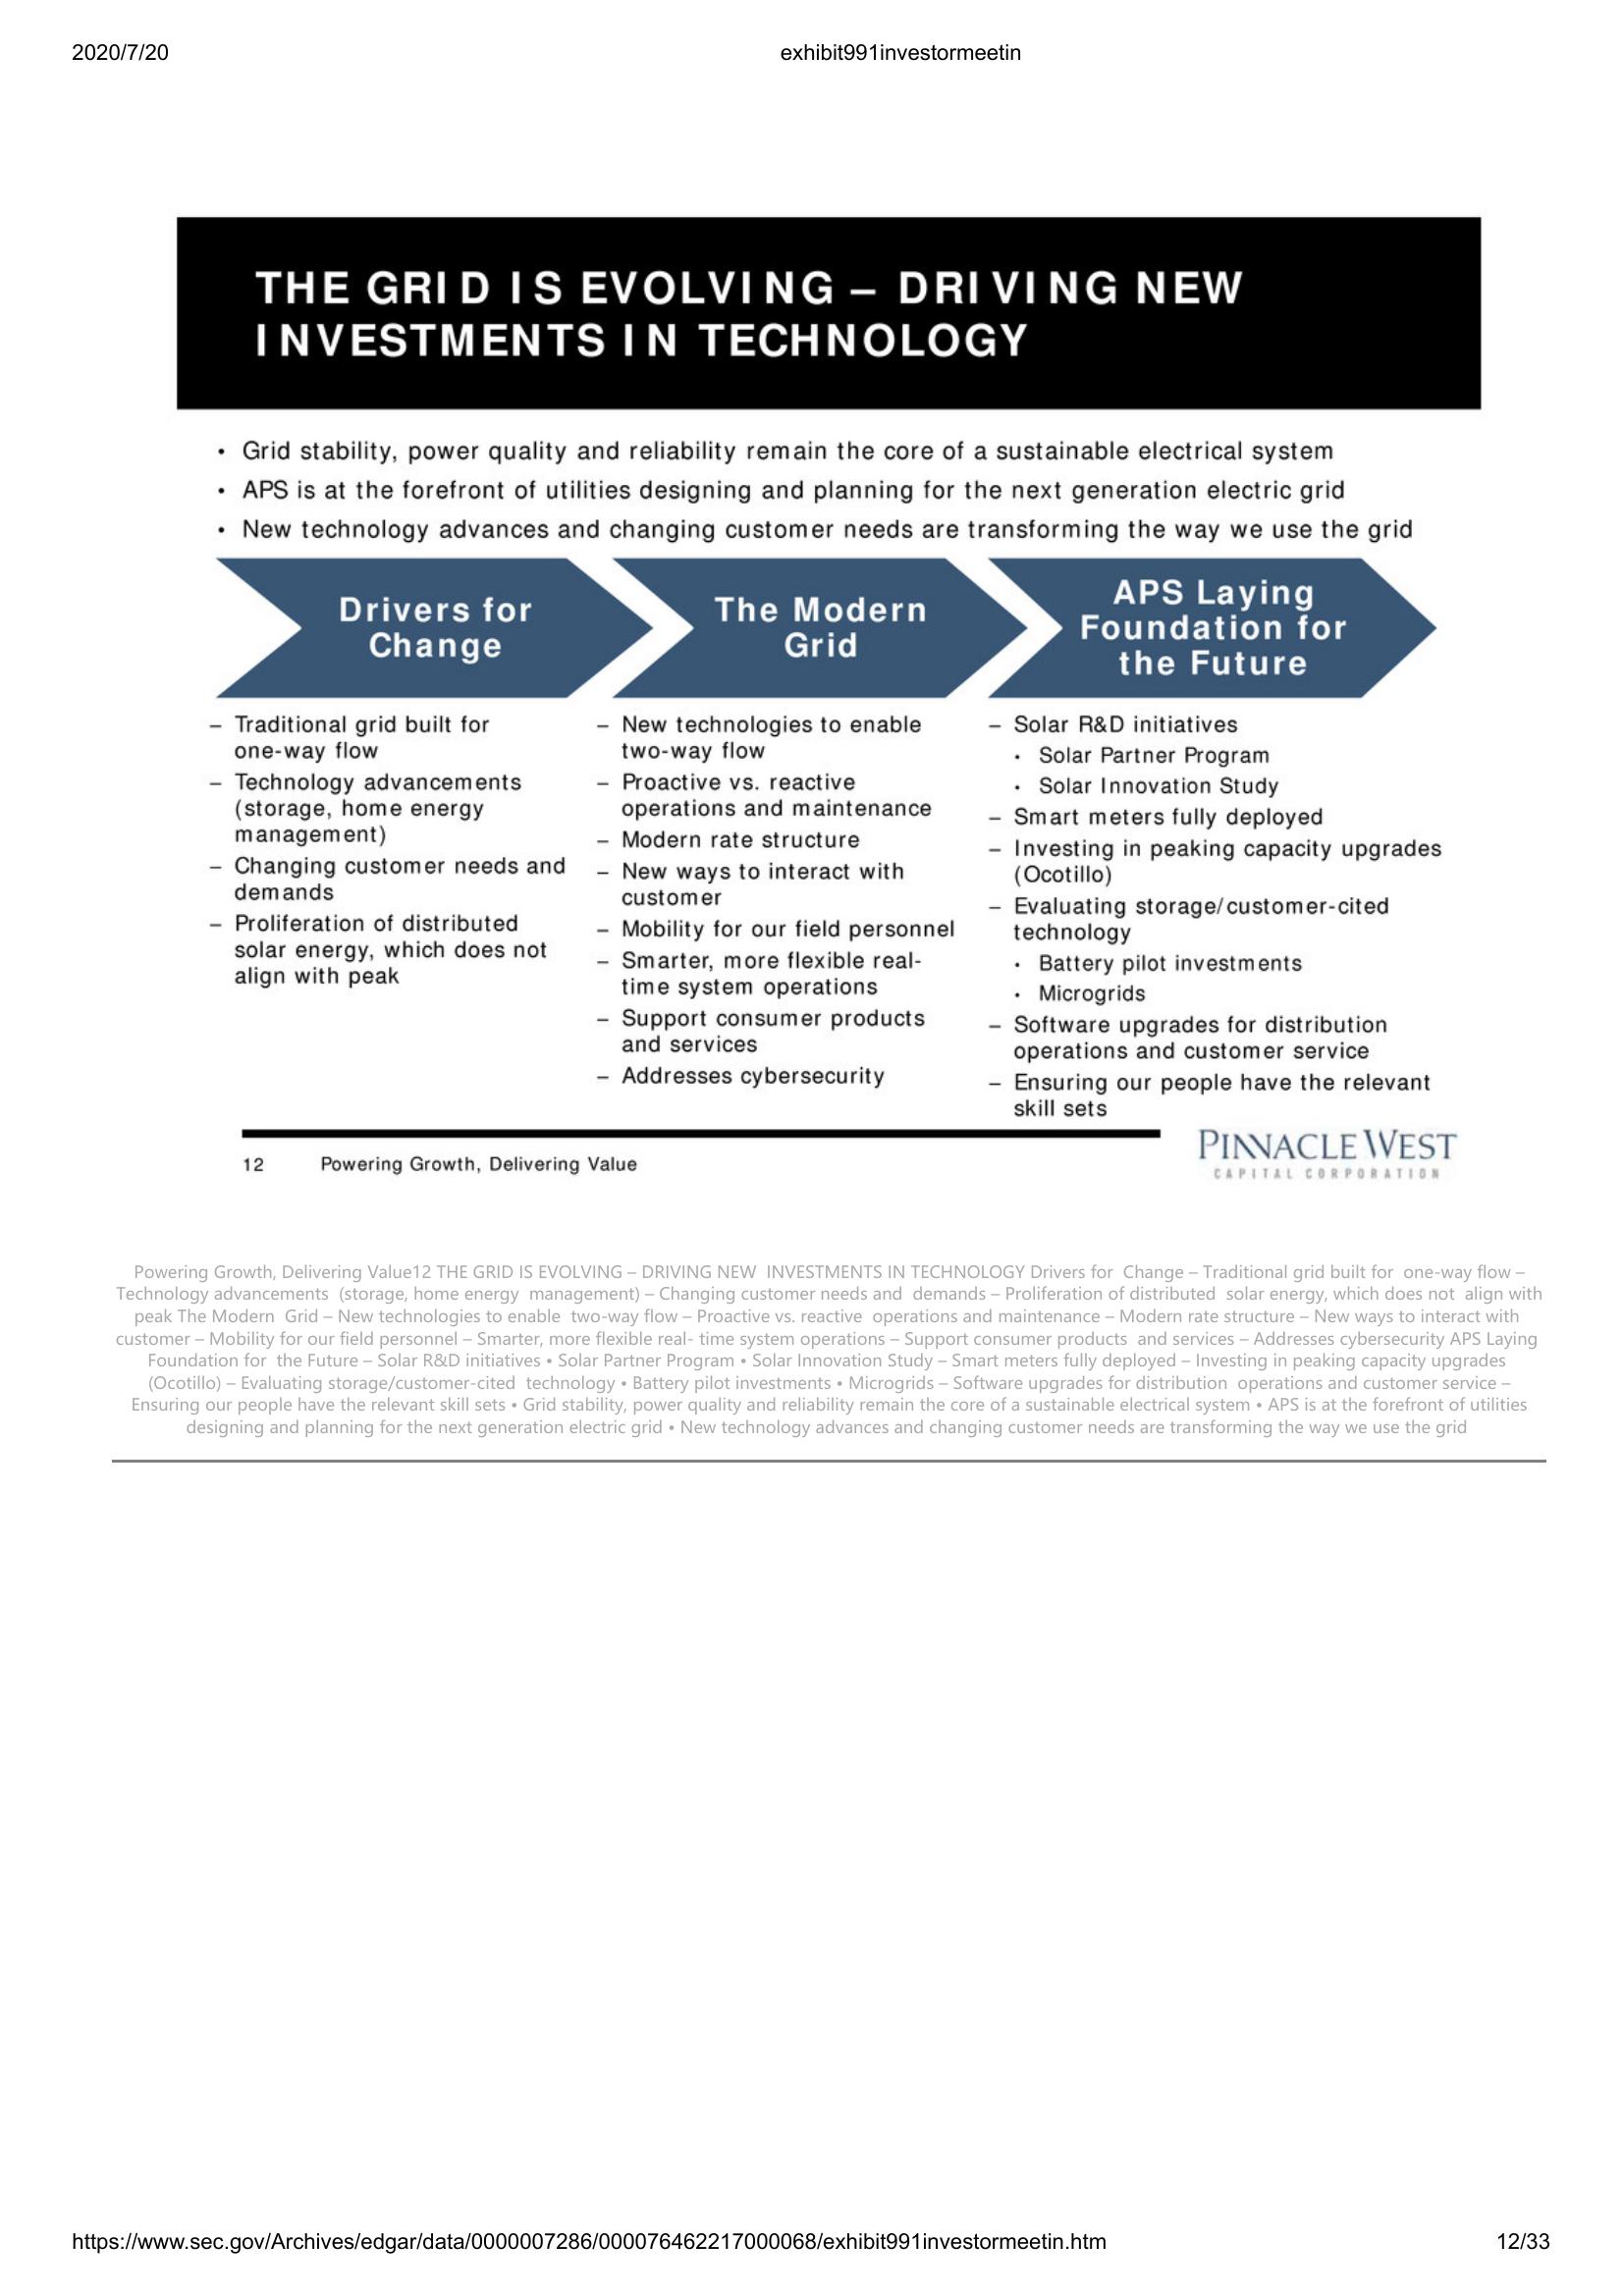 2020/7/20
exhibit991investormeetin
THE GRID IS EVOLVING – DRIVING NEW
INVESTMENTS IN TECHNOLOGY
• Grid stability, power quality and reliability remain the core of a sustainable electrical system
• APS is at the forefront of utilities designing and planning for the next generation electric grid
• New technology advances and changing customer needs are transforming the way we use the grid
Drivers for
Change
– Traditional grid built for
one-way flow
– Technology advancements
(storage, home energy
management)
– Changing customer needs and
demands
– Proliferation of distributed
solar energy, which does not
align with peak
The Modern
Grid
– New technologies to enable
two-way flow
– Proactive vs. reactive
operations and maintenance
– Modern rate structure
– New ways to interact with
customer
– Mobility for our field personnel
– Smarter, more flexible real-
time system operations
– Support consumer products
and services
– Addresses cybersecurity
APS Laying
Foundation for
the Future
– Solar R&D initiatives
• Solar Partner Program
• Solar Innovation Study
– Smart meters fully deployed
– Investing in peaking capacity upgrades
(Ocotillo)
– Evaluating storage/customer-cited
technology
• Battery pilot investments
• Microgrids
– Software upgrades for distribution
operations and customer service
– Ensuring our people have the relevant
skill sets
12 Powering Growth, Delivering Value
PINNACLE WEST
CAPITAL CORPORATION
Powering Growth, Delivering Value12 THE GRID IS EVOLVING – DRIVING NEW INVESTMENTS IN TECHNOLOGY Drivers for Change – Traditional grid built for one-way flow –
Technology advancements (storage, home energy management) – Changing customer needs and demands – Proliferation of distributed solar energy, which does not align with
peak The Modern Grid – New technologies to enable two-way flow – Proactive vs. reactive operations and maintenance – Modern rate structure – New ways to interact with
customer – Mobility for our field personnel – Smarter, more flexible real- time system operations – Support consumer products and services – Addresses cybersecurity APS Laying
Foundation for the Future – Solar R&D initiatives • Solar Partner Program • Solar Innovation Study – Smart meters fully deployed – Investing in peaking capacity upgrades
(Ocotillo) – Evaluating storage/customer-cited technology • Battery pilot investments • Microgrids – Software upgrades for distribution operations and customer service –
Ensuring our people have the relevant skill sets • Grid stability, power quality and reliability remain the core of a sustainable electrical system • APS is at the forefront of utilities
designing and planning for the next generation electric grid • New technology advances and changing customer needs are transforming the way we use the grid
https://www.sec.gov/Archives/edgar/data/0000007286/000076462217000068/exhibit991investormeetin.htm
12/33